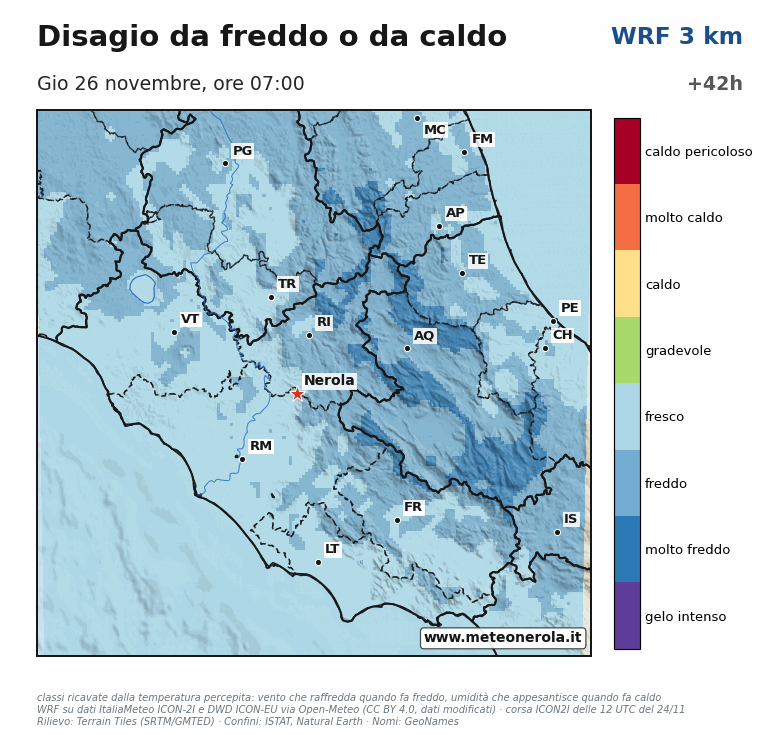 Disagio da freddo o da caldo
WRF 3 km
Gio 26 novembre, ore 07:00
+42h
MC
FM
PG
AP
TE
TR
PE
VT
RI
CH
AQ
Nerola
RM
FR
IS
LT
www.meteonerola.it
caldo pericoloso
molto caldo
caldo
gradevole
fresco
freddo
molto freddo
gelo intenso
classi ricavate dalla temperatura percepita: vento che raffredda quando fa freddo, umidità che appesantisce quando fa caldo
WRF su dati ItaliaMeteo ICON-2I e DWD ICON-EU via Open-Meteo (CC BY 4.0, dati modificati) · corsa ICON2I delle 12 UTC del 24/11
Rilievo: Terrain Tiles (SRTM/GMTED) · Confini: ISTAT, Natural Earth · Nomi: GeoNames